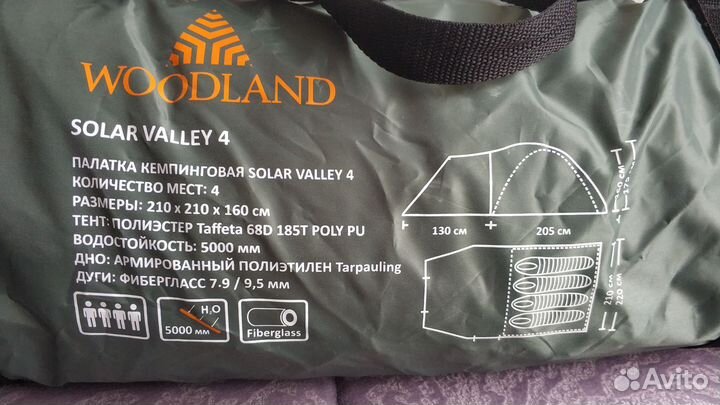 WOODLAND
SOLAR VALLEY 4
ПАЛАТКА КЕМПИНГОВАЯ SOLAR VALLEY 4
КОЛИЧЕСТВО МЕСТ: 4
РАЗМЕРЫ: 210 x 210 x 160 см
ТЕНТ: ПОЛИЭСТЕР Taffeta 68D 185T POLY PU
ВОДОСТОЙКОСТЬ: 5000 мм
ДНО: АРМИРОВАННЫЙ ПОЛИЭТИЛЕН Tarpauling
ДУГИ: ФИБЕРГЛАСС 7.9 / 9,5 мм
H₂O
5000 мм
Fiberglass
130 см
205 см
210 см
220 см
Avito